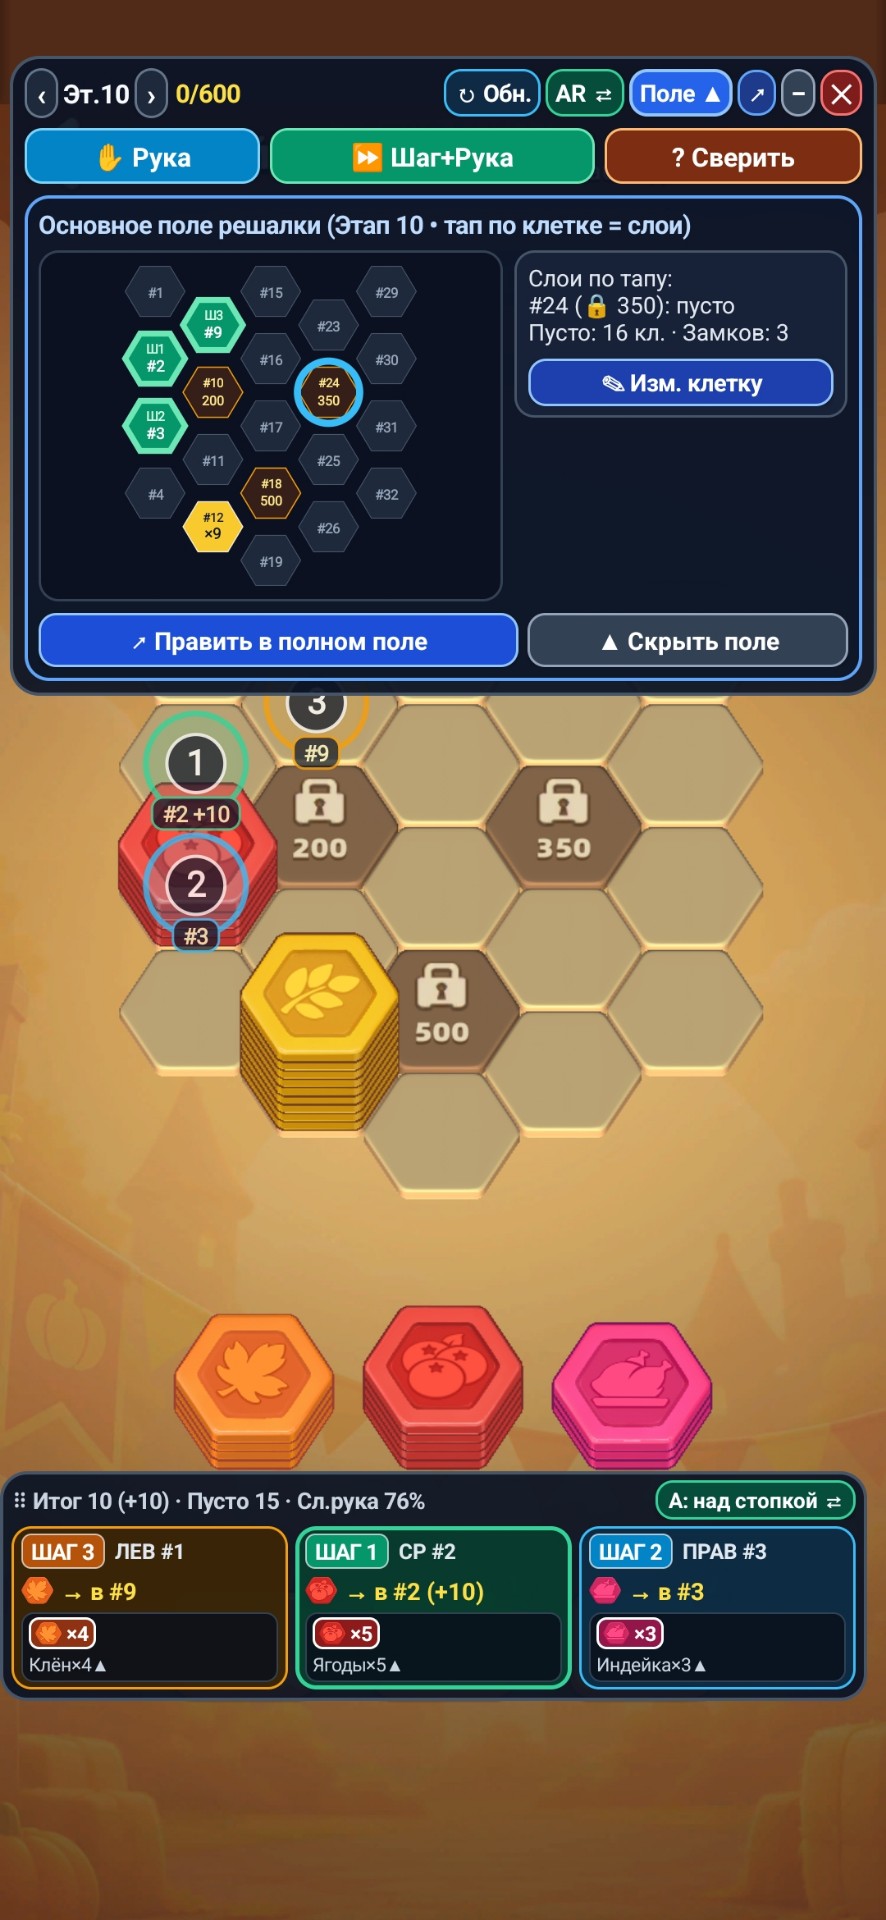 ‹ Эт.10 › 0/600 ↻ Обн. AR ⇄ Поле ▲ ↗ − ✕
✋ Рука ⏩ Шаг+Рука ? Сверить
Основное поле решалки (Этап 10 • тап по клетке = слои)
Слои по тапу:
#24 (🔒 350): пусто
Пусто: 16 кл. · Замков: 3
✎ Изм. клетку
#1 #15 #29
Ш3
#9
#23
Ш1
#2
#16 #30
#10
200
#24
350
Ш2
#3
#17 #31
#11 #25
#4
#18
500
#32
#12
×9
#26
#19
↗ Править в полном поле ▲ Скрыть поле
3
#9
1
#2 +10
200 350
2
#3
500
⠿ Итог 10 (+10) · Пусто 15 · Сл.рука 76% А: над стопкой ⇄
ШАГ 3 ЛЕВ #1
→ в #9
×4
Клён×4▲
ШАГ 1 СР #2
→ в #2 (+10)
×5
Ягоды×5▲
ШАГ 2 ПРАВ #3
→ в #3
×3
Индейка×3▲